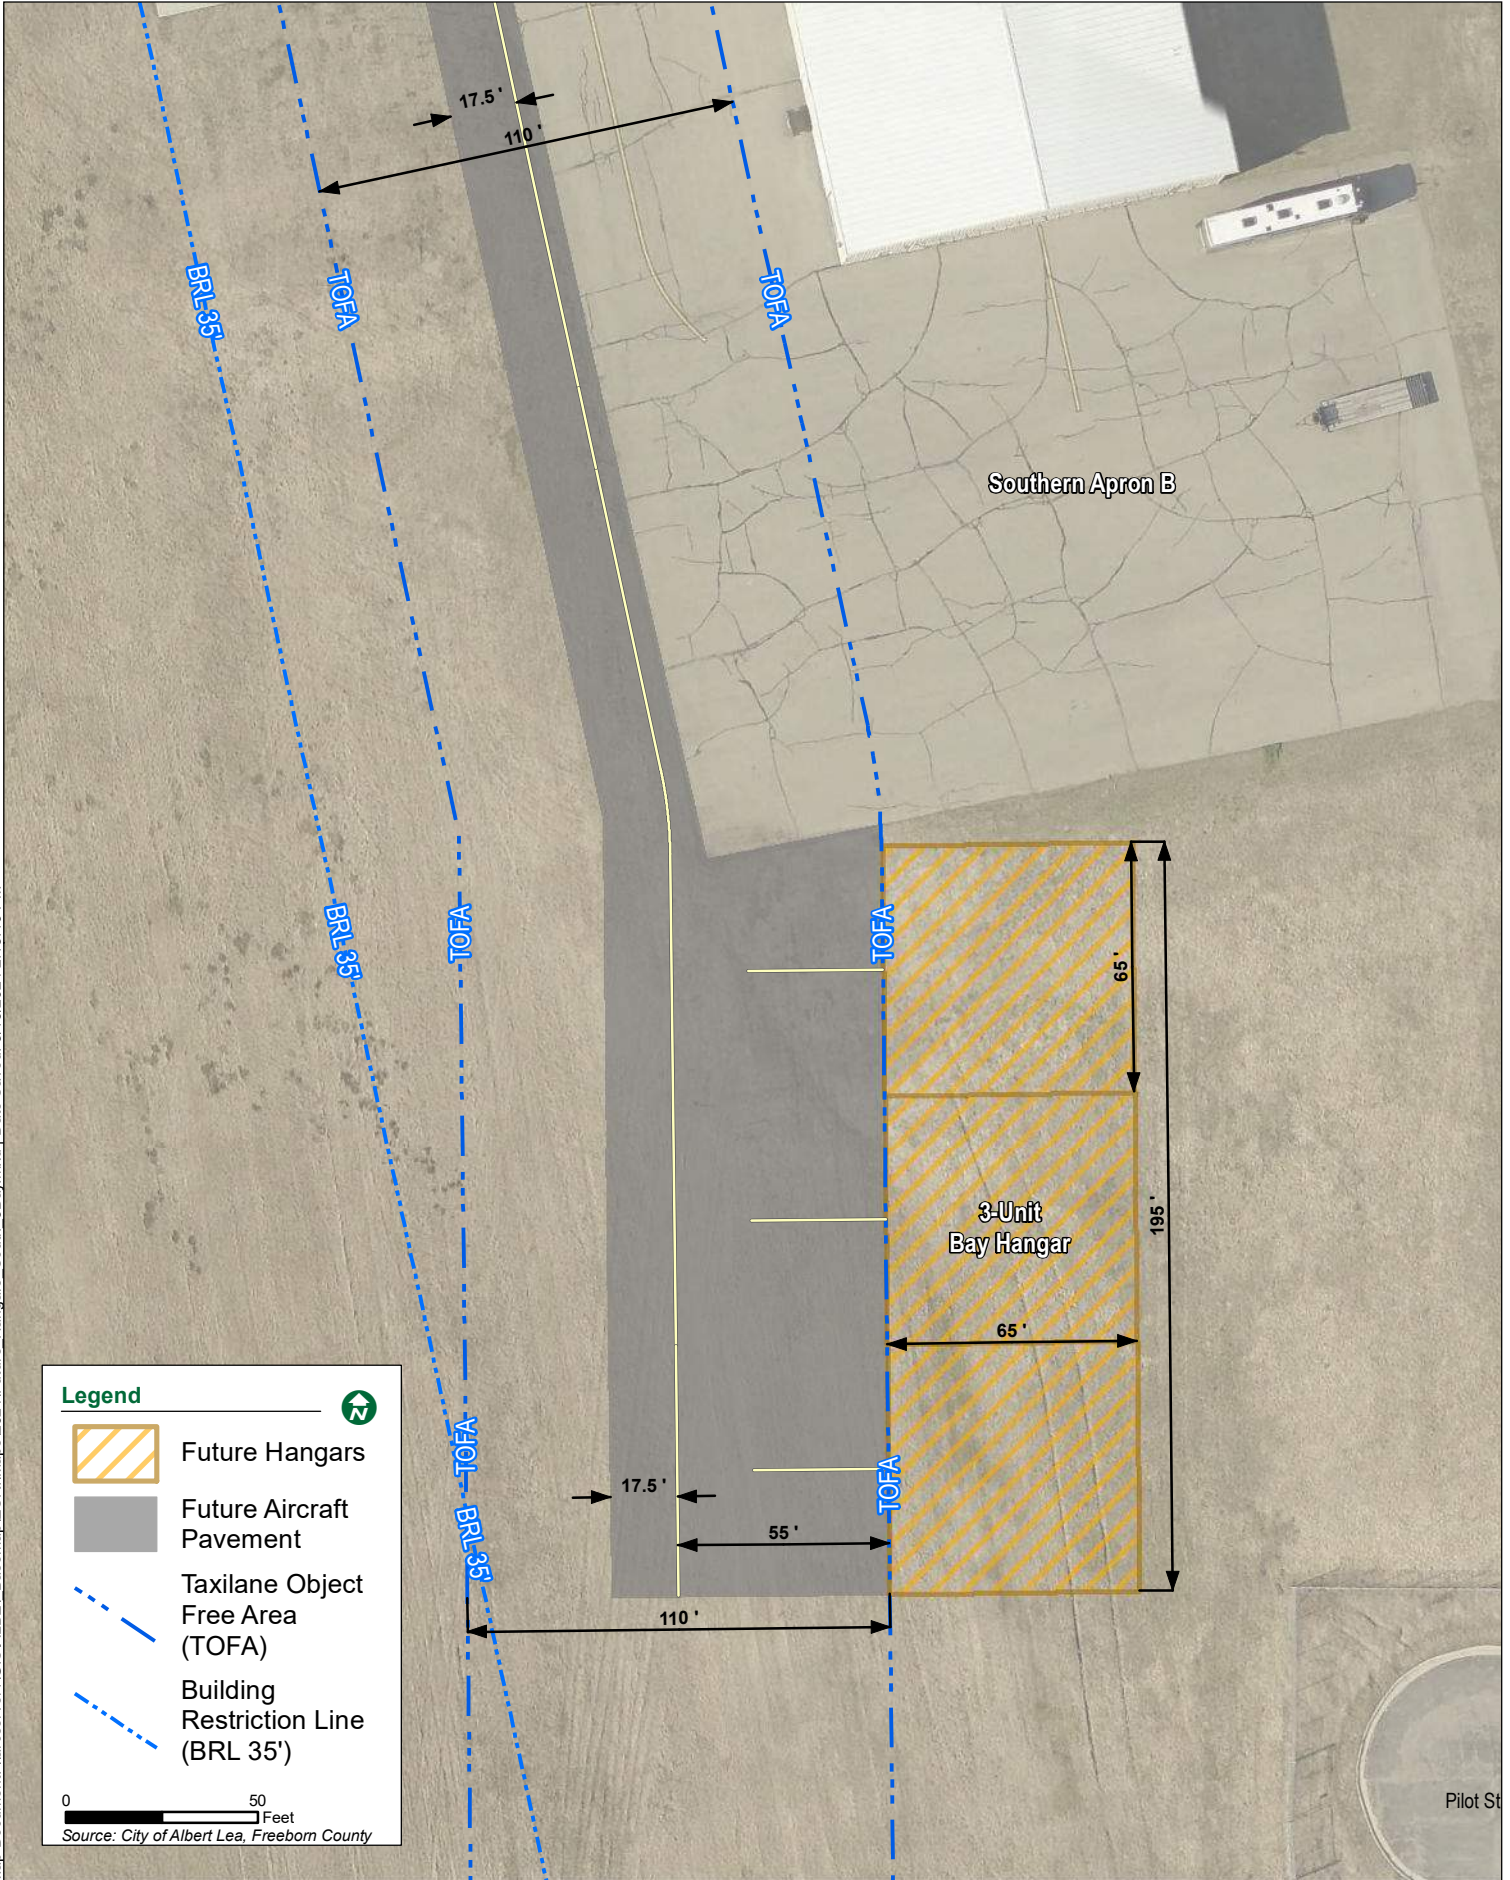 17.5 '
110 '
BRL 35'
TOFA
TOFA
Southern Apron B
BRL 35'
TOFA
TOFA
65 '
195 '
3-Unit
Bay Hangar
65 '
TOFA
TOFA
BRL 35'
17.5 '
55 '
110 '
Legend
N
Future Hangars
Future Aircraft
Pavement
Taxilane Object
Free Area
(TOFA)
Building
Restriction Line
(BRL 35')
0 50
Feet
Source: City of Albert Lea, Freeborn County
Pilot St